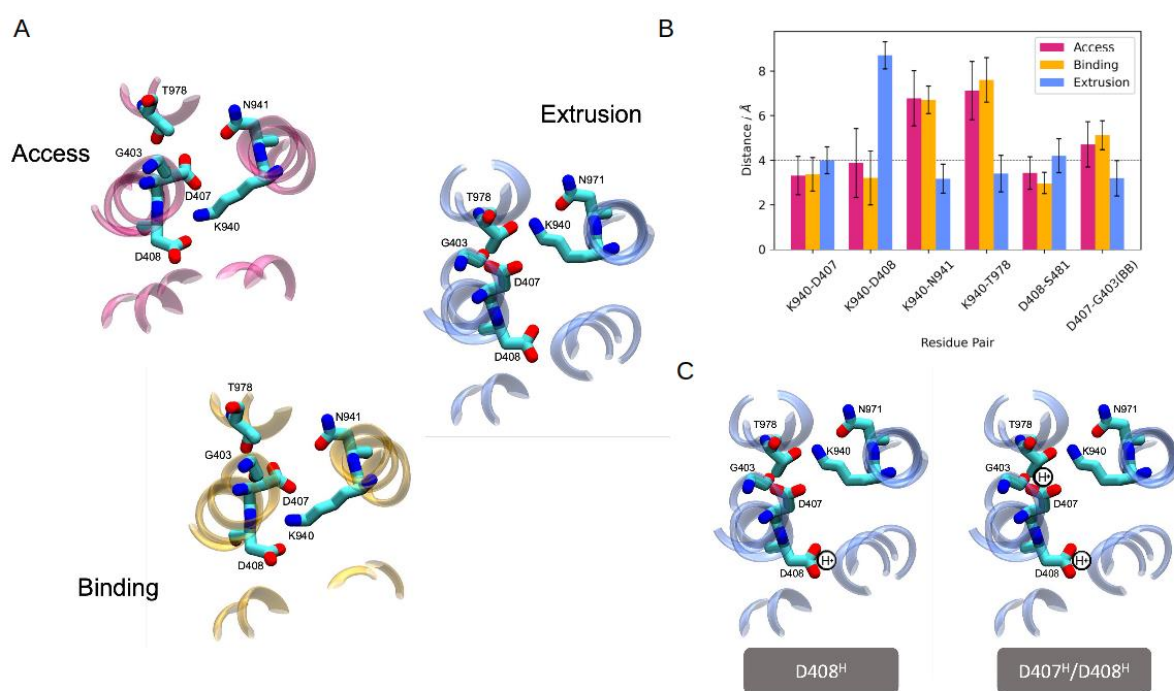 A
Access
T978
N941
G403
D407
K940
D408
Extrusion
N971
T978
K940
G403
D407
D408
Binding
T978
N941
G403
D407
K940
D408
B
Distance / Å
8
6
4
2
0
Access
Binding
Extrusion
K940-D407
K940-D408
K940-N941
K940-T978
D408-S481
D407-G403(BB)
Residue Pair
C
N971
T978
K940
G403
D407
D408
H+
D408ᴴ
N971
T978
K940
G403
H+
D407
D408
H+
D407ᴴ/D408ᴴ